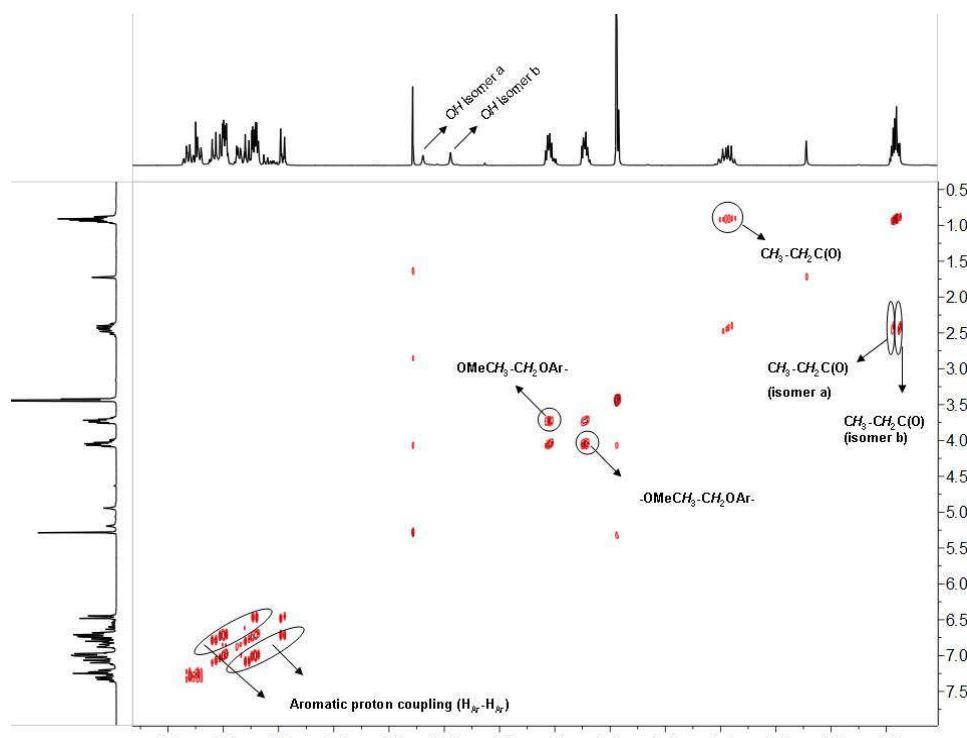 OH Isomer a
OH Isomer b
0.5
1.0
CH₃-CH₂C(O)
1.5
2.0
2.5
3.0
OMeCH₃-CH₂OAr-
CH₃-CH₂C(O)
(isomer a)
3.5
CH₃-CH₂C(O)
(isomer b)
4.0
4.5
-OMeCH₃-CH₂OAr-
5.0
5.5
6.0
6.5
7.0
7.5
Aromatic proton coupling (H_Ar-H_Ar)